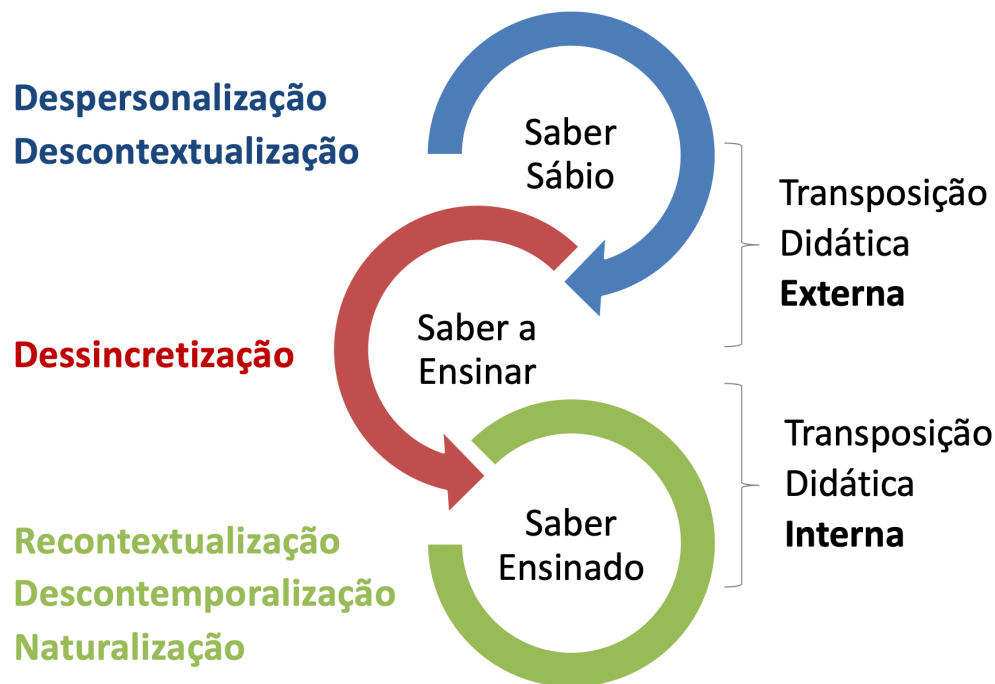 Despersonalização
Descontextualização
Saber
Sábio
Transposição
Didática
Externa
Dessincretização
Saber a
Ensinar
Transposição
Didática
Interna
Recontextualização
Descontemporalização
Naturalização
Saber
Ensinado